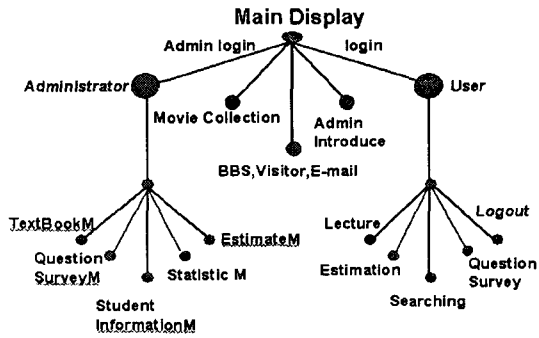 Main Display
Admin login
login
Administrator
User
Movie Collection
Admin
Introduce
BBS,Visitor,E-mail
TextBookM
EstimateM
Question
SurveyM
Statistic M
Student
InformationM
Lecture
Logout
Estimation
Question
Survey
Searching